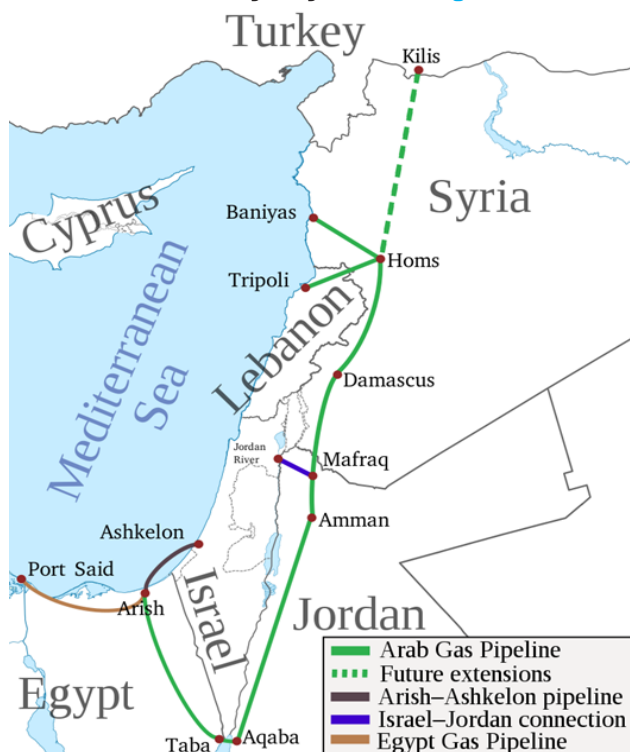 Turkey
Kilis
Syria
Cyprus
Baniyas
Homs
Tripoli
Lebanon
Mediterranean
Sea
Damascus
Jordan
River
Mafraq
Amman
Ashkelon
Port Said
Arish
Israel
Jordan
Egypt
Taba
Aqaba
Arab Gas Pipeline
Future extensions
Arish–Ashkelon pipeline
Israel–Jordan connection
Egypt Gas Pipeline